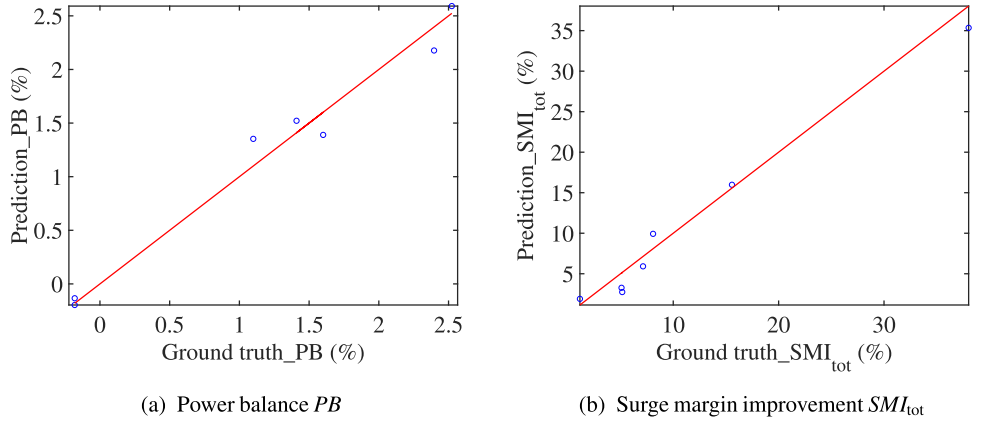 2.5
2
1.5
1
0.5
0
Prediction_PB (%)
0 0.5 1 1.5 2 2.5
Ground truth_PB (%)
(a) Power balance PB
35
30
25
20
15
10
5
Prediction_SMI_tot (%)
10 20 30
Ground truth_SMI_tot (%)
(b) Surge margin improvement SMI_tot